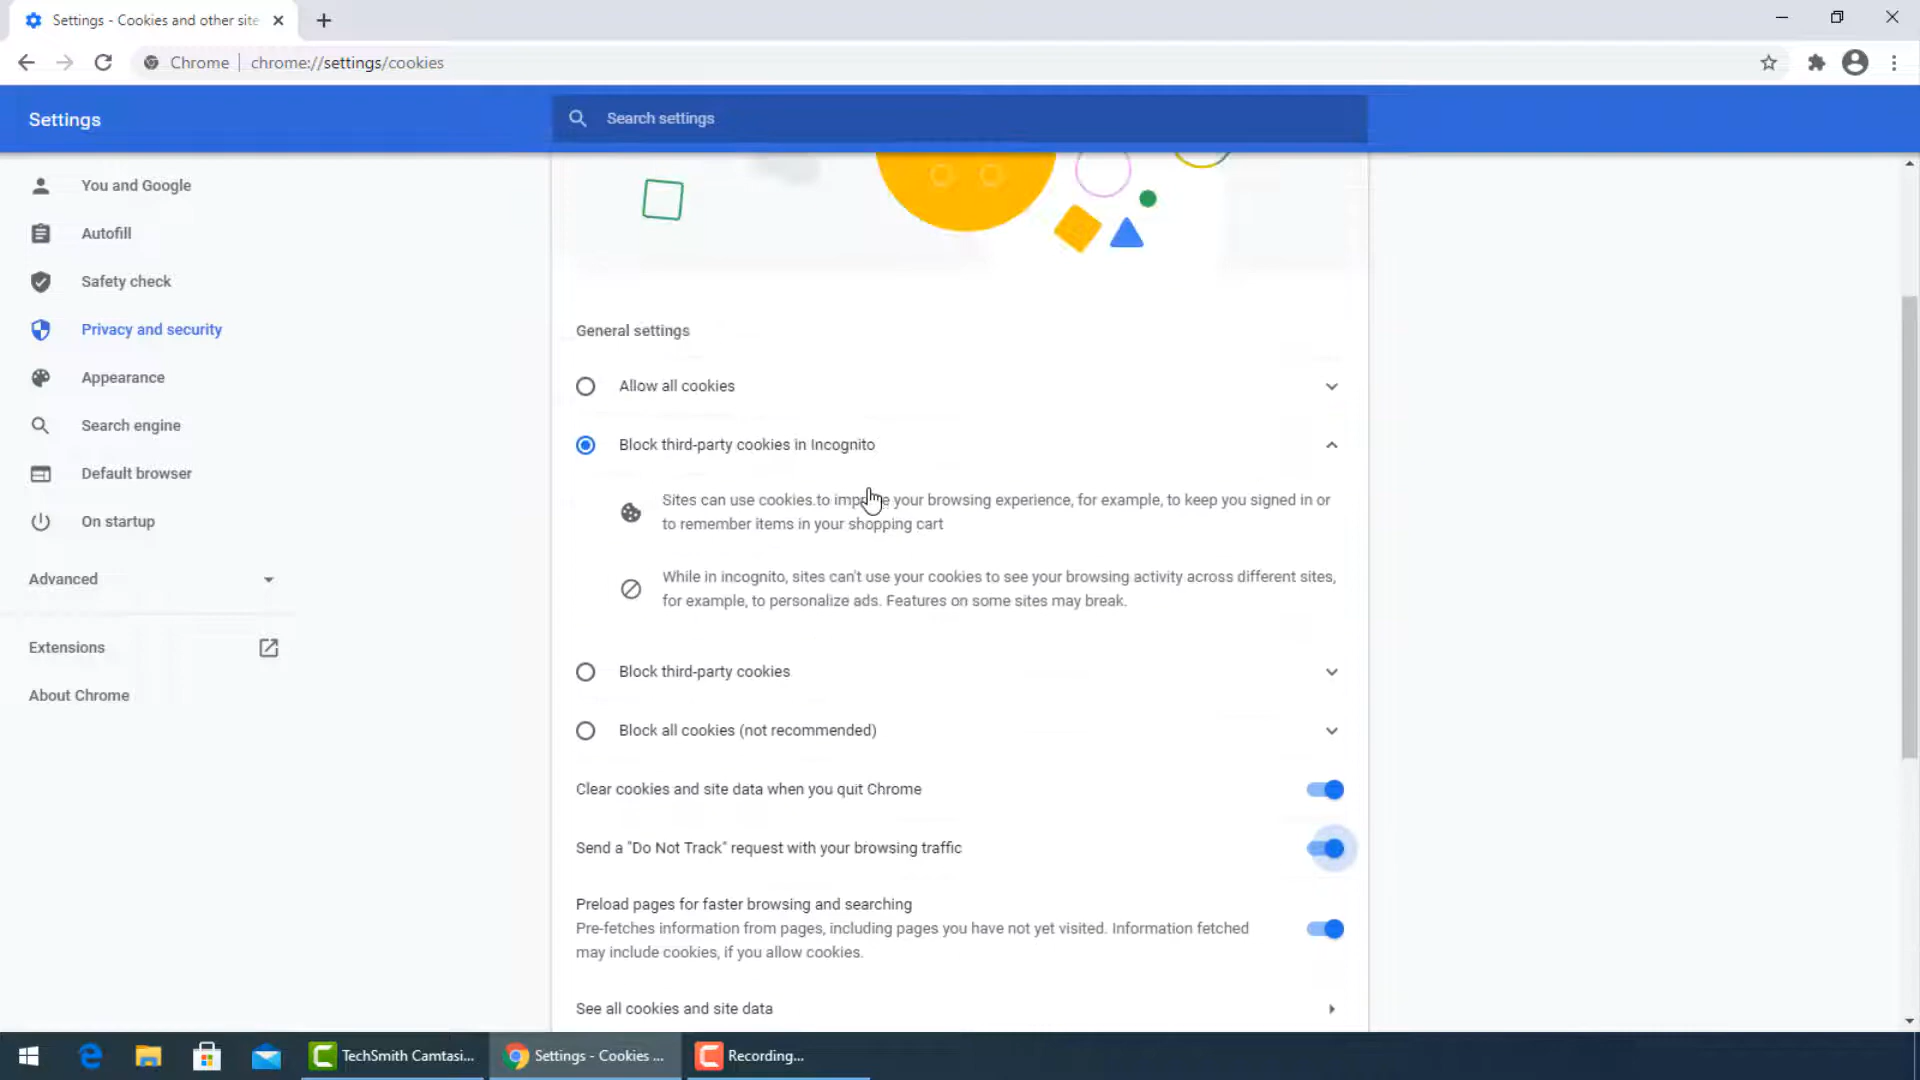 Settings - Cookies and other site
Chrome | chrome://settings/cookies
Settings
Search settings
You and Google
Autofill
Safety check
Privacy and security
Appearance
Search engine
Default browser
On startup
Advanced
Extensions
About Chrome
General settings
Allow all cookies
Block third-party cookies in Incognito
Sites can use cookies to improve your browsing experience, for example, to keep you signed in or
to remember items in your shopping cart
While in incognito, sites can't use your cookies to see your browsing activity across different sites,
for example, to personalize ads. Features on some sites may break.
Block third-party cookies
Block all cookies (not recommended)
Clear cookies and site data when you quit Chrome
Send a "Do Not Track" request with your browsing traffic
Preload pages for faster browsing and searching
Pre-fetches information from pages, including pages you have not yet visited. Information fetched
may include cookies, if you allow cookies.
See all cookies and site data
TechSmith Camtasi...
Settings - Cookies ...
Recording...